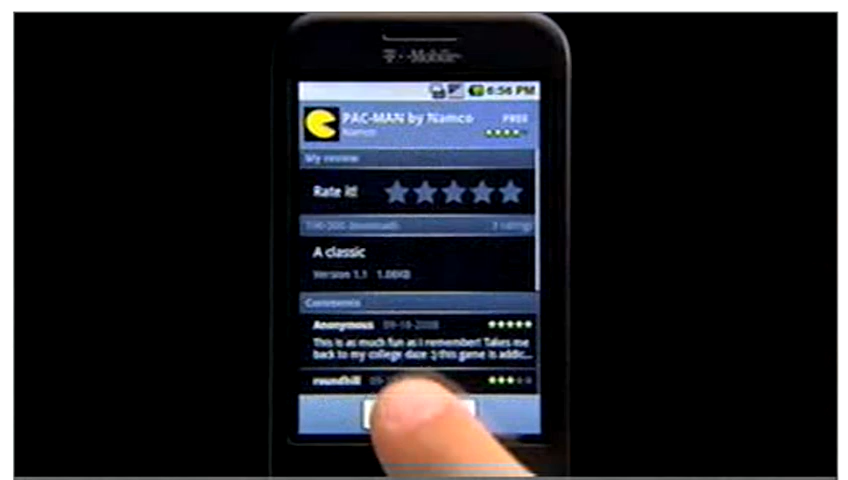 T-Mobile
6:56 PM
PAC-MAN by Namco FREE
Namco
My review
Rate it!
A classic
Version 1.1
Comments
Anonymous 09-18-2008
This is as much fun as I remember! Takes me
back to my college daze :) this game is addic...
roundhill